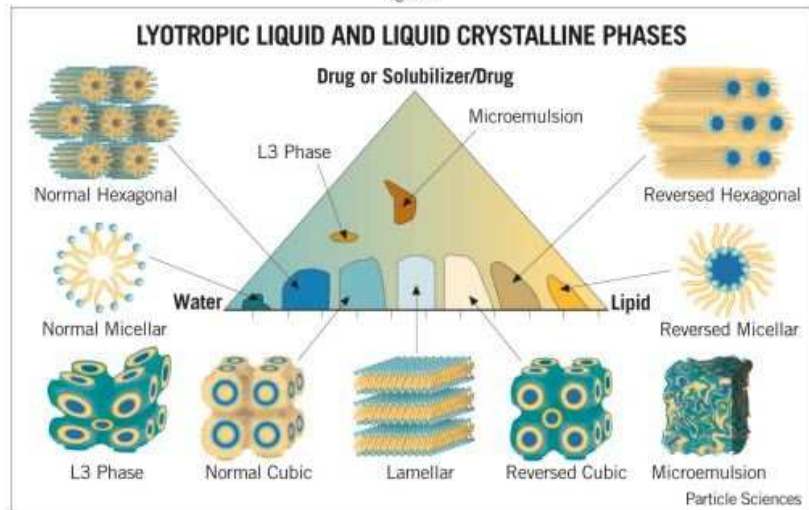 LYOTROPIC LIQUID AND LIQUID CRYSTALLINE PHASES
Drug or Solubilizer/Drug
Microemulsion
L3 Phase
Normal Hexagonal
Reversed Hexagonal
Water
Lipid
Normal Micellar
Reversed Micellar
L3 Phase
Normal Cubic
Lamellar
Reversed Cubic
Microemulsion
Particle Sciences